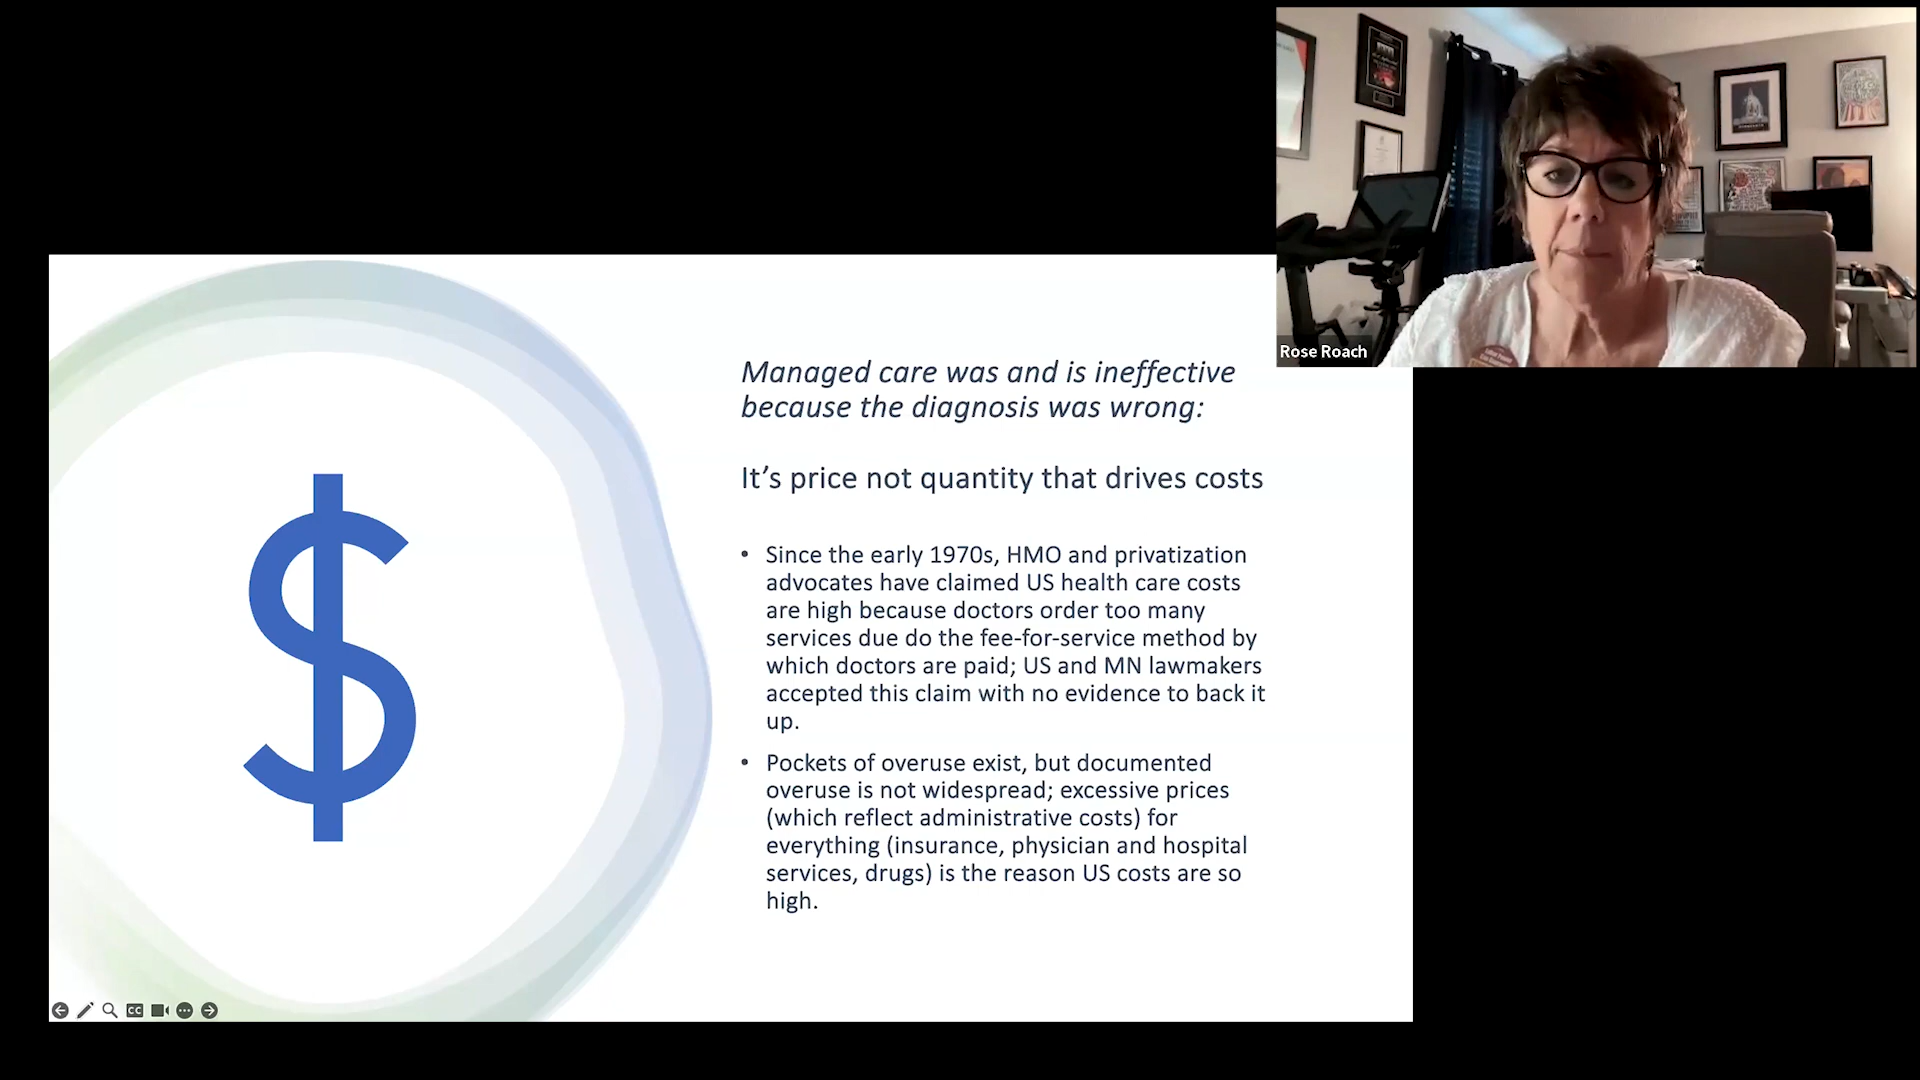 Rose Roach
Managed care was and is ineffective
because the diagnosis was wrong:
It's price not quantity that drives costs
• Since the early 1970s, HMO and privatization
advocates have claimed US health care costs
are high because doctors order too many
services due do the fee-for-service method by
which doctors are paid; US and MN lawmakers
accepted this claim with no evidence to back it
up.
• Pockets of overuse exist, but documented
overuse is not widespread; excessive prices
(which reflect administrative costs) for
everything (insurance, physician and hospital
services, drugs) is the reason US costs are so
high.
CC